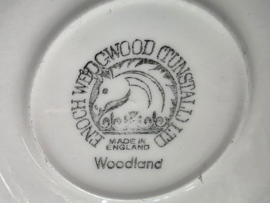 ENOCH WEDGWOOD (TUNSTALL) LTD
MADE IN
ENGLAND
Woodland